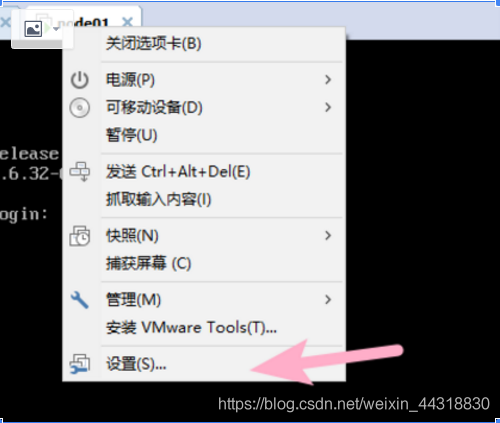 node01
关闭选项卡(B)
电源(P)
可移动设备(D)
暂停(U)
elease
.6.32-
发送 Ctrl+Alt+Del(E)
抓取输入内容(I)
ogin:
快照(N)
捕获屏幕 (C)
管理(M)
安装 VMware Tools(T)...
设置(S)...
https://blog.csdn.net/weixin_44318830